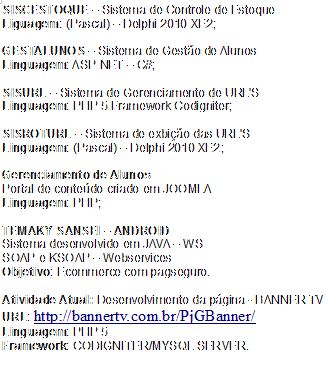 SISCESTOQUE - - Sistema de Controle de Estoque
Liguagem: (Pascal) - - Delphi 2010 XE2;
GESTALUNOS - - Sistema de Gestão de Alunos
Linguagem: ASP NET - - C#;
SISURL - - Sistema de Gerenciamento de URL'S
Linguagem: PHP 5 Framework Codigniter;
SISROTURL - - Sistema de exbição das URL'S
Linguagem: (Pascal) - - Delphi 2010 XE2;
Gerenciamento de Alunos
Portal de conteúdo criado em JOOMLA
Linguagem: PHP;
TEMAKY SANSEI - - ANDROID
Sistema desenvolvido em JAVA - - WS
SOAP e KSOAP - - Webservices
Objetivo: Ecommerce com pagseguro.
Atividade Atual: Desenvolvimento da página - BANNER TV
URL: http://bannertv.com.br/PjGBanner/
Linguagem: PHP 5
Framework: CODIGNITER/MYSQL SERVER.